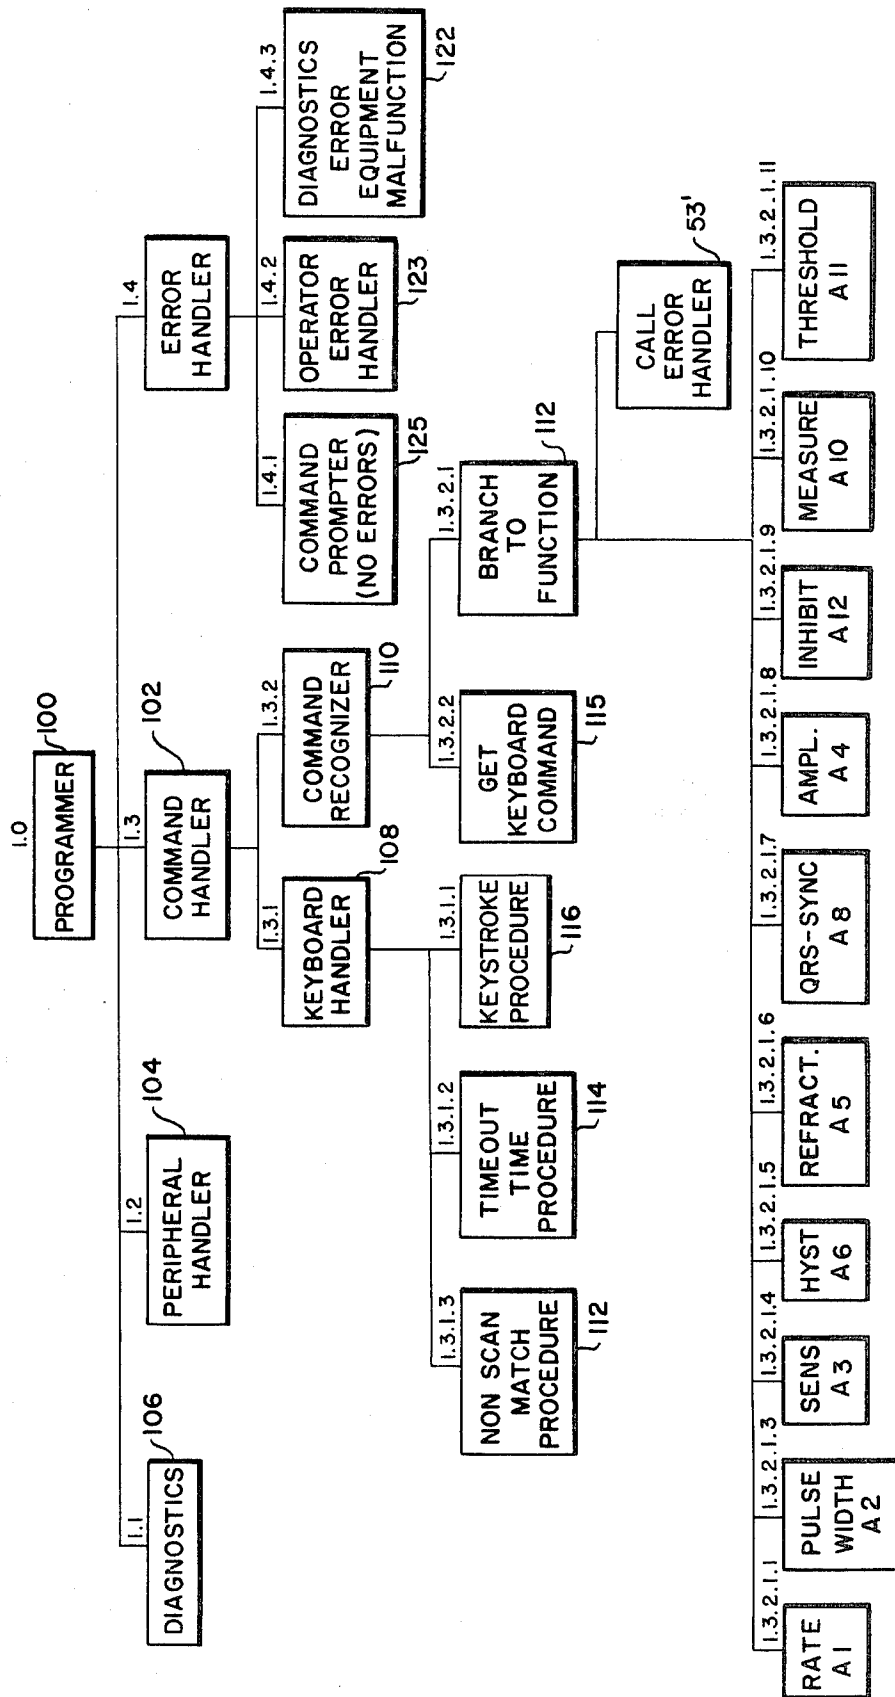 1.0
PROGRAMMER
100
1.1
DIAGNOSTICS
106
1.2
PERIPHERAL
HANDLER
104
1.3
COMMAND
HANDLER
102
1.4
ERROR
HANDLER
1.3.1
KEYBOARD
HANDLER
108
1.3.2
COMMAND
RECOGNIZER
110
1.4.1
COMMAND
PROMPTER
(NO ERRORS)
125
1.4.2
OPERATOR
ERROR
HANDLER
123
1.4.3
DIAGNOSTICS
ERROR
EQUIPMENT
MALFUNCTION
122
1.3.1.3
NON SCAN
MATCH
PROCEDURE
112
1.3.1.2
TIMEOUT
TIME
PROCEDURE
114
1.3.1.1
KEYSTROKE
PROCEDURE
116
1.3.2.2
GET
KEYBOARD
COMMAND
115
1.3.2.1
BRANCH
TO
FUNCTION
112
CALL
ERROR
HANDLER
53'
1.3.2.1.1
RATE
A1
1.3.2.1.3
PULSE
WIDTH
A2
1.3.2.1.4
SENS
A3
1.3.2.1.5
HYST
A6
1.3.2.1.6
REFRACT.
A5
1.3.2.1.7
QRS-SYNC
A8
1.3.2.1.8
AMPL.
A4
1.3.2.1.9
INHIBIT
A12
1.3.2.1.10
MEASURE
A10
1.3.2.1.11
THRESHOLD
A11